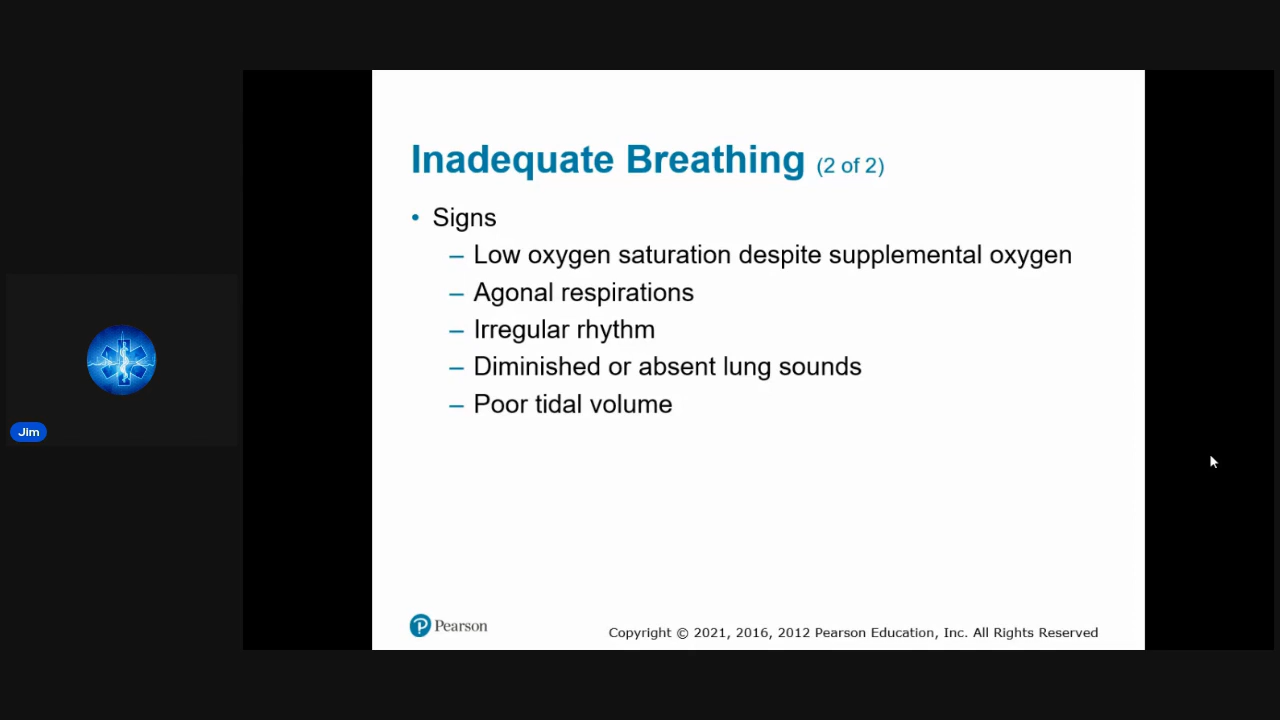 Inadequate Breathing (2 of 2)
• Signs
– Low oxygen saturation despite supplemental oxygen
– Agonal respirations
– Irregular rhythm
– Diminished or absent lung sounds
– Poor tidal volume
Jim
Pearson
Copyright © 2021, 2016, 2012 Pearson Education, Inc. All Rights Reserved